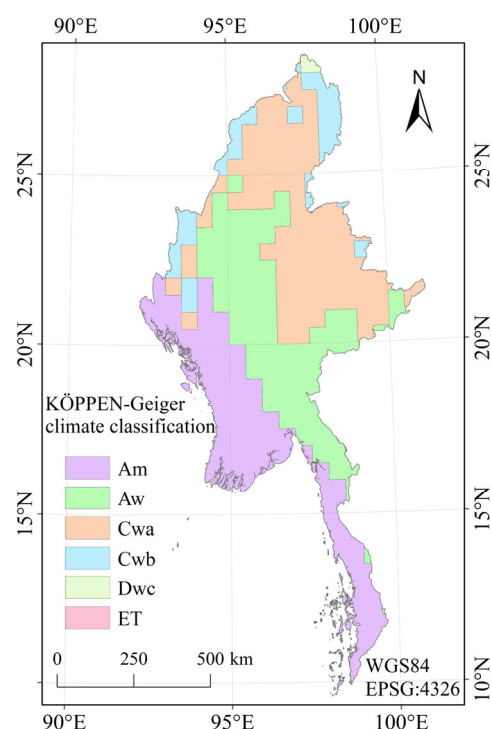 90°E 95°E 100°E
N
25°N 25°N
20°N 20°N
KÖPPEN-Geiger
climate classification
Am
Aw
15°N 15°N
Cwa
Cwb
Dwc
ET
0 250 500 km
WGS84
EPSG:4326
10°N
90°E 95°E 100°E